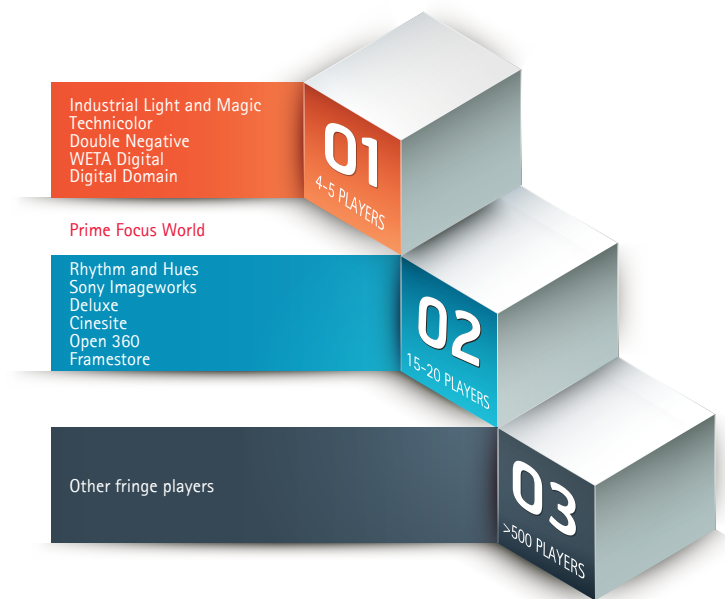 Industrial Light and Magic
Technicolor
Double Negative
WETA Digital
Digital Domain
01
4-5 PLAYERS
Prime Focus World
Rhythm and Hues
Sony Imageworks
Deluxe
Cinesite
Open 360
Framestore
02
15-20 PLAYERS
Other fringe players
03
>500 PLAYERS